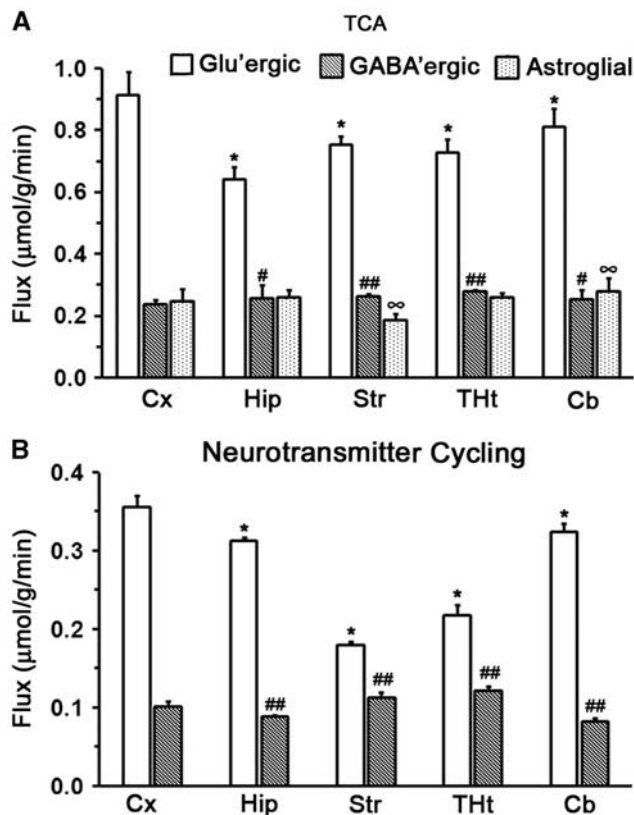 A
TCA
Glu'ergic GABA'ergic Astroglial
Flux (μmol/g/min)
1.0
0.8
0.6
0.4
0.2
0.0
* * * *
# ## ∞ ## # ∞
Cx Hip Str THt Cb
B
Neurotransmitter Cycling
Flux (μmol/g/min)
0.4
0.3
0.2
0.1
0.0
* * * *
## ## ## ##
Cx Hip Str THt Cb